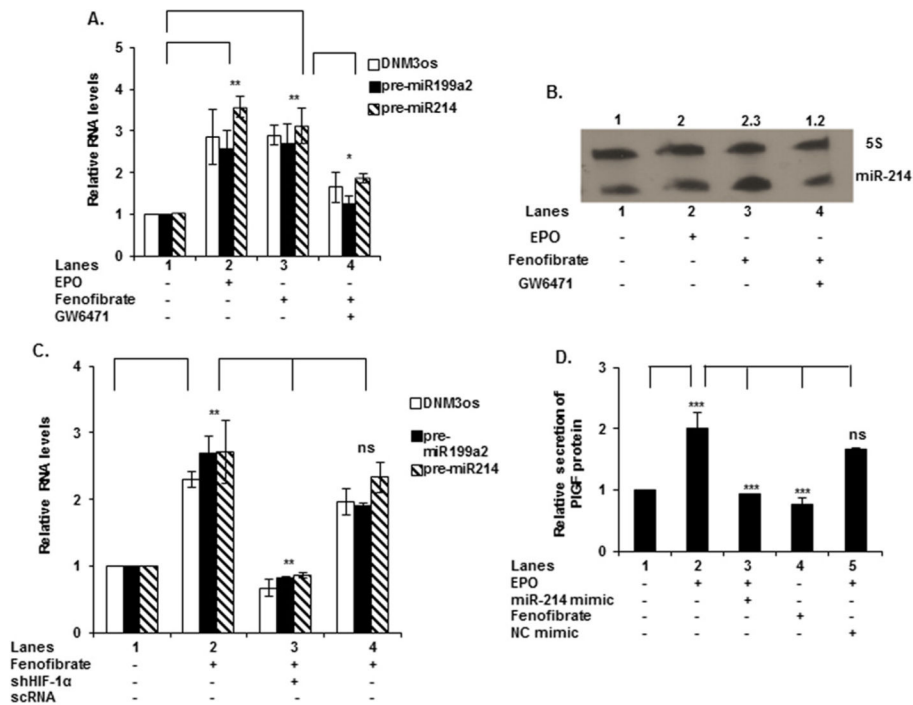 A.
Relative RNA levels
5
4
3
2
1
0
** ** *
DNM3os
pre-miR199a2
pre-miR214
Lanes 1 2 3 4
EPO - + - -
Fenofibrate - - + +
GW6471 - - - +
B.
1 2 2.3 1.2
5S
miR-214
Lanes 1 2 3 4
EPO - + - -
Fenofibrate - - + +
GW6471 - - - +
C.
Relative RNA levels
4
3
2
1
0
** ** ns
DNM3os
pre-
miR199a2
pre-miR214
Lanes 1 2 3 4
Fenofibrate - + + +
shHIF-1α - - + -
scRNA
D.
Relative secretion of
PlGF protein
3
2
1
0
*** *** *** ns
Lanes 1 2 3 4 5
EPO - + + - +
miR-214 mimic - - + - -
Fenofibrate - - - + -
NC mimic - - - - +